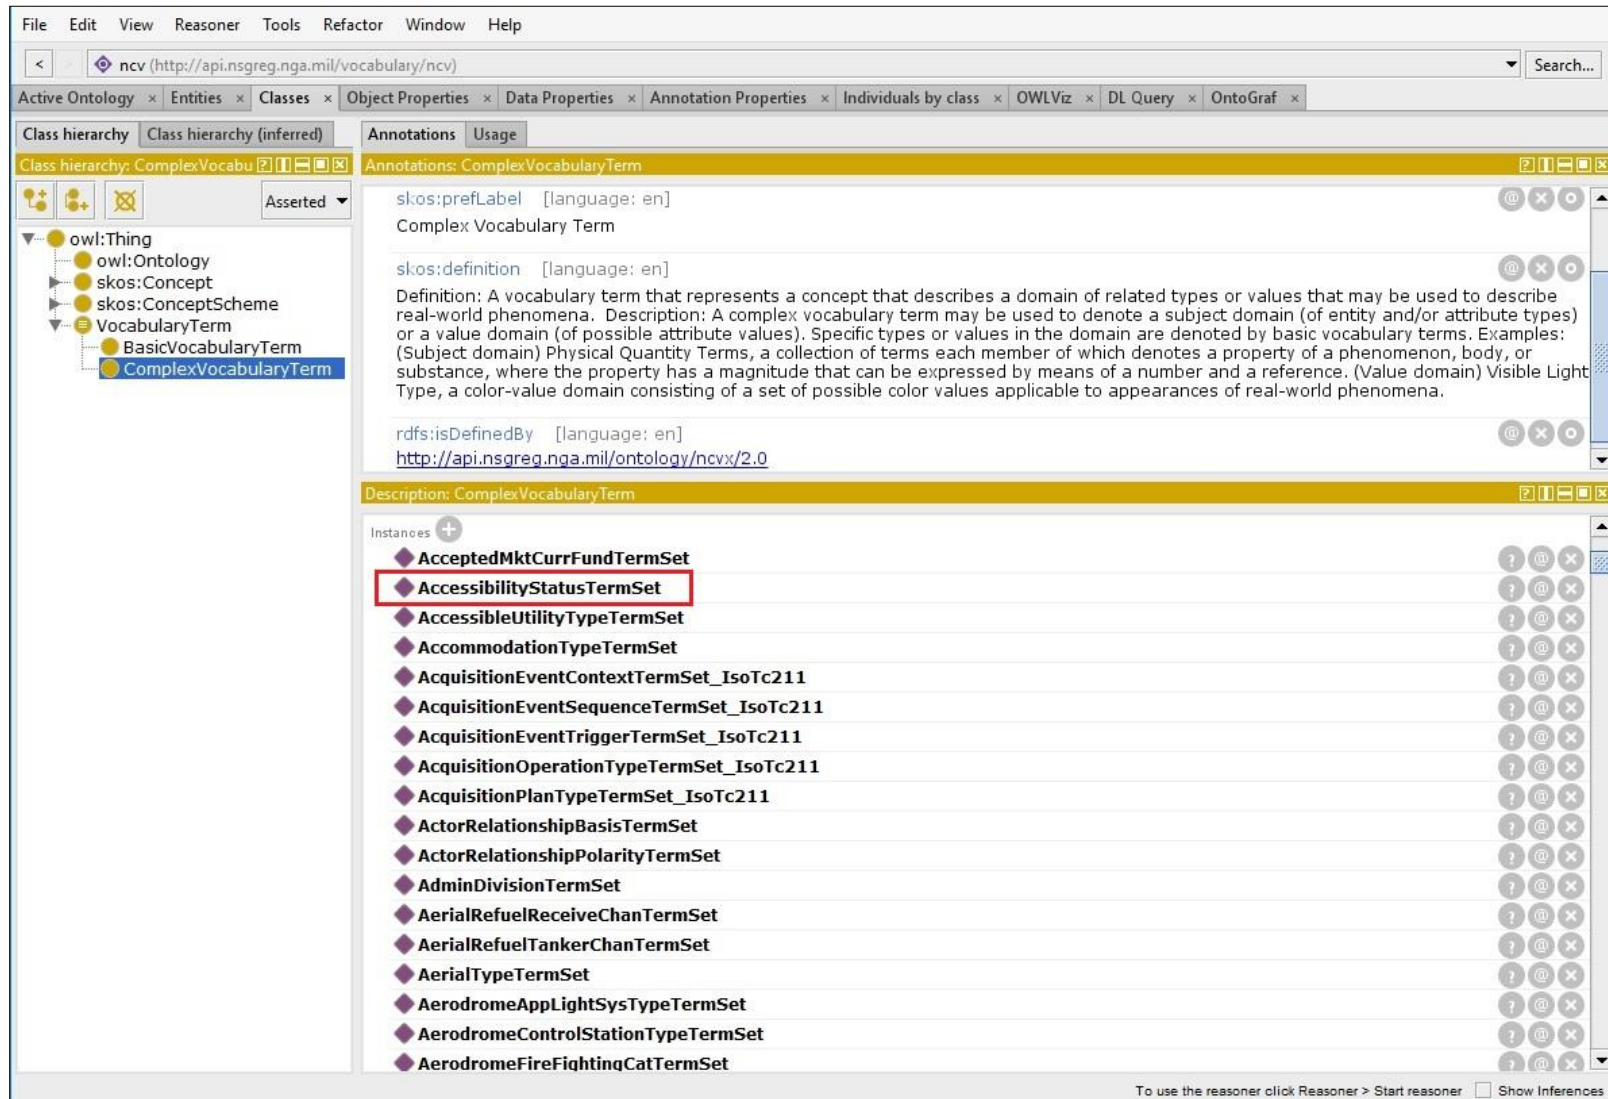 File Edit View Reasoner Tools Refactor Window Help
< > ncv (http://api.nsgreg.nga.mil/vocabulary/ncv) Search...
Active Ontology × Entities × Classes × Object Properties × Data Properties × Annotation Properties × Individuals by class × OWLViz × DL Query × OntoGraf ×
Class hierarchy Class hierarchy (inferred)
Class hierarchy: ComplexVocabu
Asserted
owl:Thing
owl:Ontology
skos:Concept
skos:ConceptScheme
VocabularyTerm
BasicVocabularyTerm
ComplexVocabularyTerm
Annotations Usage
Annotations: ComplexVocabularyTerm
skos:prefLabel [language: en]
Complex Vocabulary Term
skos:definition [language: en]
Definition: A vocabulary term that represents a concept that describes a domain of related types or values that may be used to describe
real-world phenomena. Description: A complex vocabulary term may be used to denote a subject domain (of entity and/or attribute types)
or a value domain (of possible attribute values). Specific types or values in the domain are denoted by basic vocabulary terms. Examples:
(Subject domain) Physical Quantity Terms, a collection of terms each member of which denotes a property of a phenomenon, body, or
substance, where the property has a magnitude that can be expressed by means of a number and a reference. (Value domain) Visible Light
Type, a color-value domain consisting of a set of possible color values applicable to appearances of real-world phenomena.
rdfs:isDefinedBy [language: en]
http://api.nsgreg.nga.mil/ontology/ncvx/2.0
Description: ComplexVocabularyTerm
Instances
AcceptedMktCurrFundTermSet
AccessibilityStatusTermSet
AccessibleUtilityTypeTermSet
AccommodationTypeTermSet
AcquisitionEventContextTermSet_IsoTc211
AcquisitionEventSequenceTermSet_IsoTc211
AcquisitionEventTriggerTermSet_IsoTc211
AcquisitionOperationTypeTermSet_IsoTc211
AcquisitionPlanTypeTermSet_IsoTc211
ActorRelationshipBasisTermSet
ActorRelationshipPolarityTermSet
AdminDivisionTermSet
AerialRefuelReceiveChanTermSet
AerialRefuelTankerChanTermSet
AerialTypeTermSet
AerodromeAppLightSysTypeTermSet
AerodromeControlStationTypeTermSet
AerodromeFireFightingCatTermSet
To use the reasoner click Reasoner > Start reasoner Show Inferences